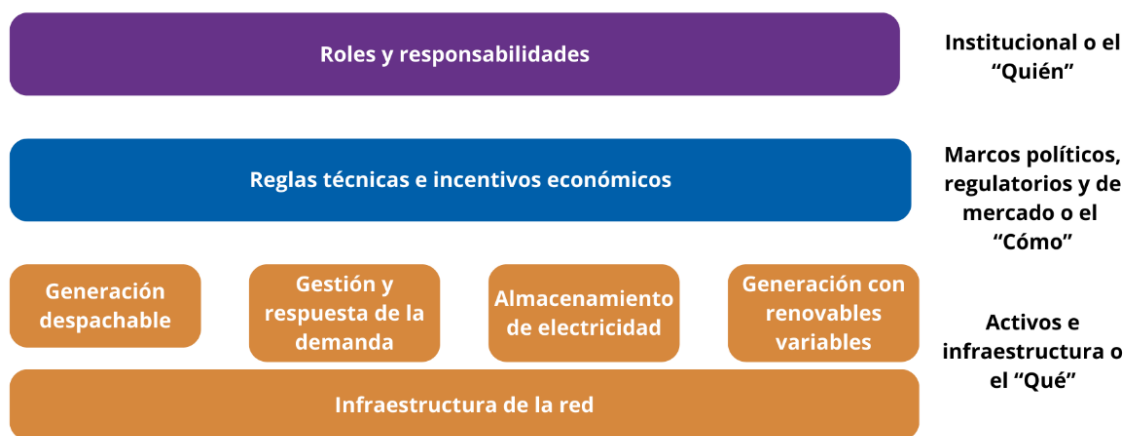 Roles y responsabilidades
Institucional o el
“Quién”
Reglas técnicas e incentivos económicos
Marcos políticos,
regulatorios y de
mercado o el
“Cómo”
Generación
despachable
Gestión y
respuesta de la
demanda
Almacenamiento
de electricidad
Generación con
renovables
variables
Activos e
infraestructura o
el “Qué”
Infraestructura de la red